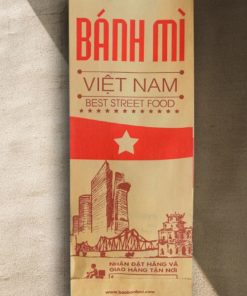 BÁNH MÌ
VIỆT NAM
BEST STREET FOOD
NHẬN ĐẶT HÀNG VÀ
GIAO HÀNG TẬN NƠI